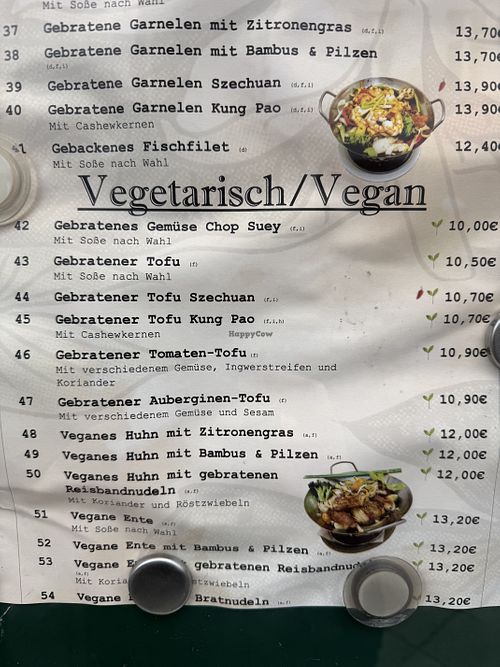 Mit Soße nach Wahl
37 Gebratene Garnelen mit Zitronengras (d,f,i) 13,70€
38 Gebratene Garnelen mit Bambus & Pilzen 13,70
(d,f,i)
39 Gebratene Garnelen Szechuan (d,f,i) 13,90
40 Gebratene Garnelen Kung Pao (d,f,i) 13,90
Mit Cashewkernen
Gebackenes Fischfilet (d) 12,40
Mit Soße nach Wahl
Vegetarisch/Vegan
42 Gebratenes Gemüse Chop Suey (f,i) 10,00€
Mit Soße nach Wahl
43 Gebratener Tofu (f) 10,50€
Mit Soße nach Wahl
44 Gebratener Tofu Szechuan (f,i) 10,70€
45 Gebratener Tofu Kung Pao (f,i,h) 10,70€
Mit Cashewkernen
HappyCow
46 Gebratener Tomaten-Tofu (f) 10,90€
Mit verschiedenem Gemüse, Ingwerstreifen und
Koriander
47 Gebratener Auberginen-Tofu (f) 10,90€
Mit verschiedenem Gemüse und Sesam
48 Veganes Huhn mit Zitronengras (a,f) 12,00€
49 Veganes Huhn mit Bambus & Pilzen (a,f) 12,00€
50 Veganes Huhn mit gebratenen 12,00€
Reisbandnudeln (a,f)
Mit Koriander und Röstzwiebeln
51 Vegane Ente (a,f) 13,20€
Mit Soße nach Wahl
52 Vegane Ente mit Bambus & Pilzen (a,f) 13,20€
53 Vegane gebratenen Reisbandnud 13,20€
(a,f)
Mit Koria stzwiebeln
54 Vegane Bratnudeln (a,f) 13,20€